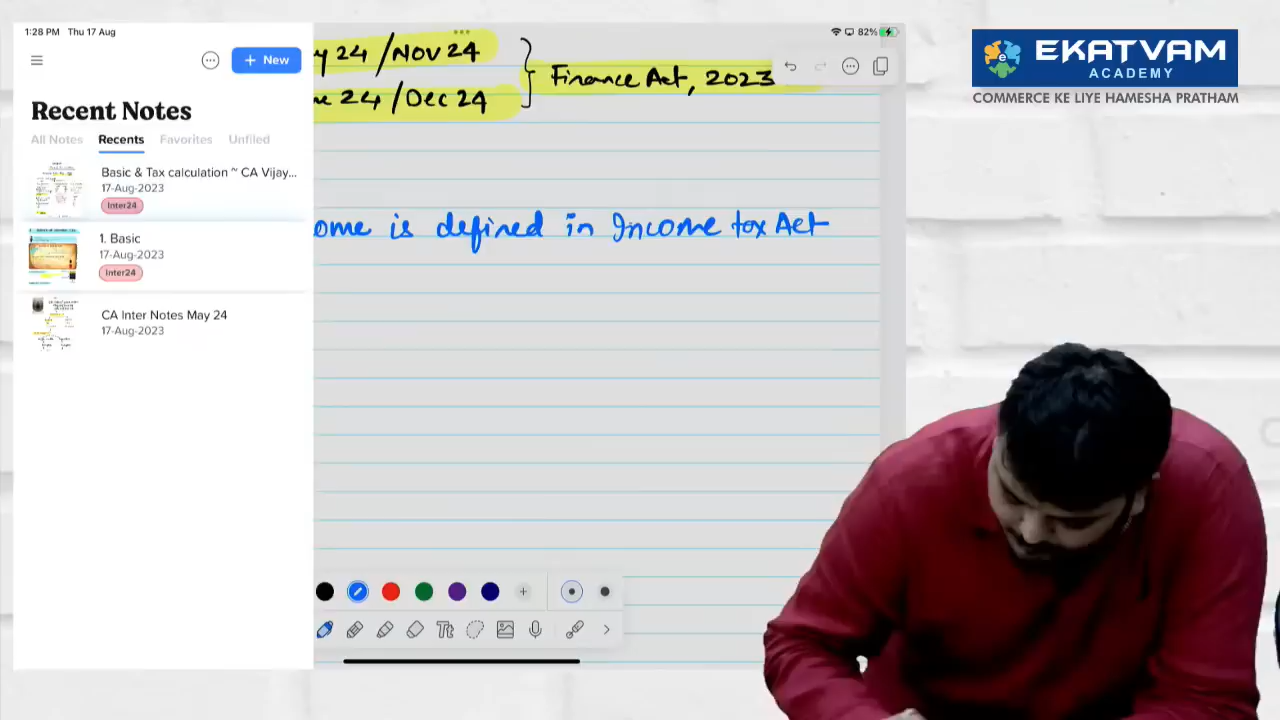 1:28 PM Thu 17 Aug
82%
New
Recent Notes
All Notes Recents Favorites Unfiled
Basic & Tax calculation ~ CA Vijay...
17-Aug-2023
Inter24
1. Basic
17-Aug-2023
Inter24
CA Inter Notes May 24
17-Aug-2023
y 24 / Nov 24
ne 24 / Dec 24
Finance Act, 2023
ome is defined in Income tax Act
Tt
EKATVAM
ACADEMY
COMMERCE KE LIYE HAMESHA PRATHAM